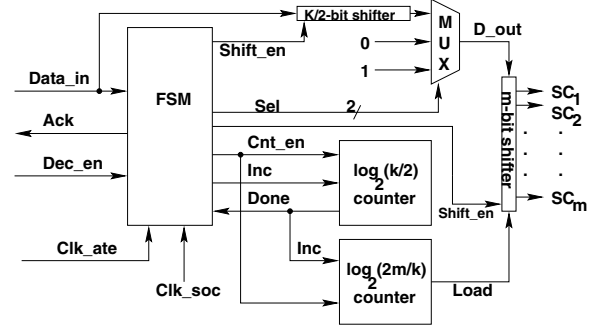 K/2-bit shifter
M
U
X
D_out
Shift_en
0
1
Data_in
FSM
Sel
2
m-bit shifter
SC1
SC2
.
.
.
.
.
.
SCm
Ack
Cnt_en
Dec_en
Inc
log2(k/2)
counter
Done
Shift_en
Clk_ate
Inc
log2(2m/k)
counter
Load
Clk_soc